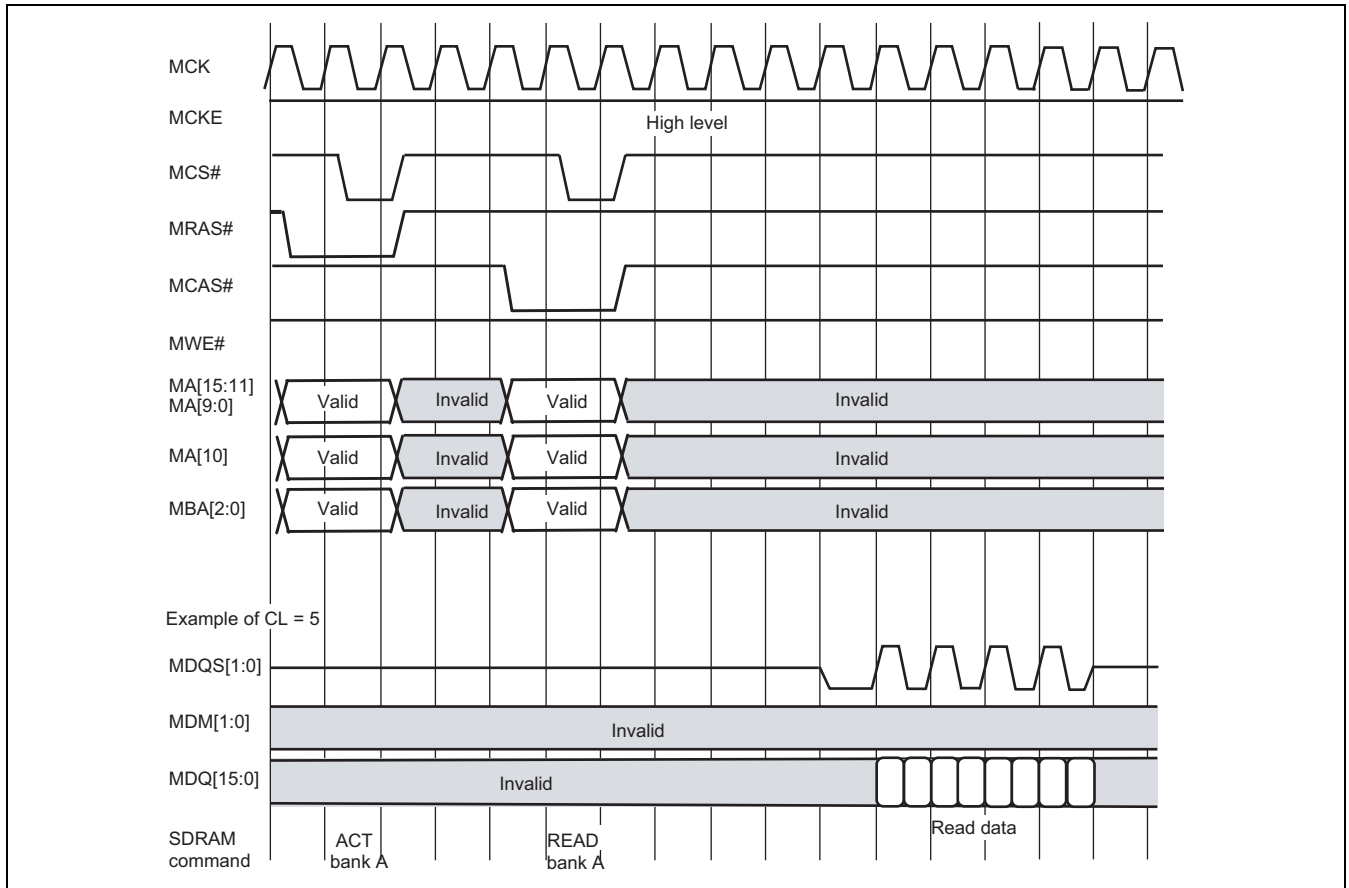 MCK
MCKE
High level
MCS#
MRAS#
MCAS#
MWE#
MA[15:11]
MA[9:0]
Valid Invalid Valid Invalid
MA[10] Valid Invalid Valid Invalid
MBA[2:0] Valid Invalid Valid Invalid
Example of CL = 5
MDQS[1:0]
MDM[1:0] Invalid
MDQ[15:0] Invalid
Read data
SDRAM
command
ACT
bank A
READ
bank A